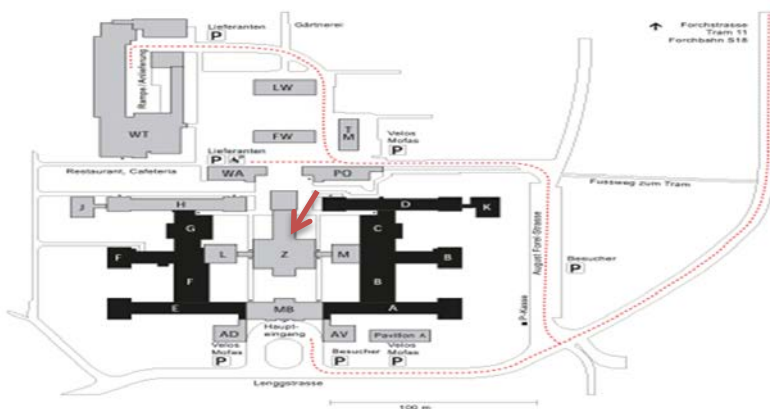 Lieferanten
P
Gärtnerei
Forchstrasse
Tram 11
Forchbahn S18
Rampe / Anlieferung
LW
WT
FW
TM
Velos
Mofas
P
Lieferanten
P
Restaurant, Cafeteria
WA
PO
Fussweg zum Tram
J
H
D
K
G
C
F
L
Z
M
B
F
B
August Forel-Strasse
Besucher
P
E
MB
A
P-Kasse
AD
Haupt-
eingang
AV
Pavillon A
Velos
Mofas
P
Besucher
P
Velos
Mofas
P
Lenggstrasse
100 m